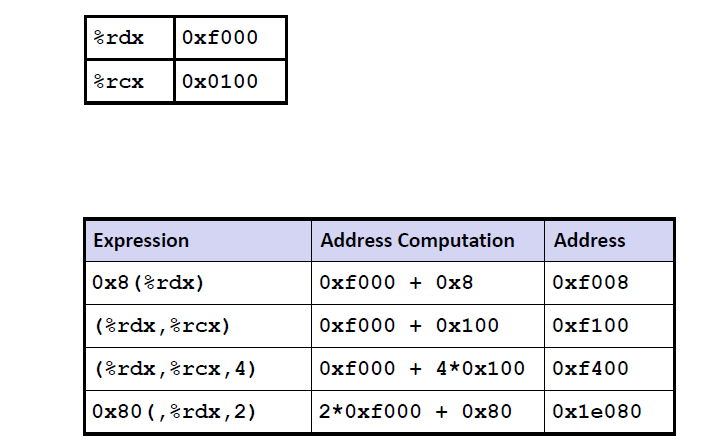 %rdx 0xf000
%rcx 0x0100
Expression Address Computation Address
0x8(%rdx) 0xf000 + 0x8 0xf008
(%rdx,%rcx) 0xf000 + 0x100 0xf100
(%rdx,%rcx,4) 0xf000 + 4*0x100 0xf400
0x80(,%rdx,2) 2*0xf000 + 0x80 0x1e080